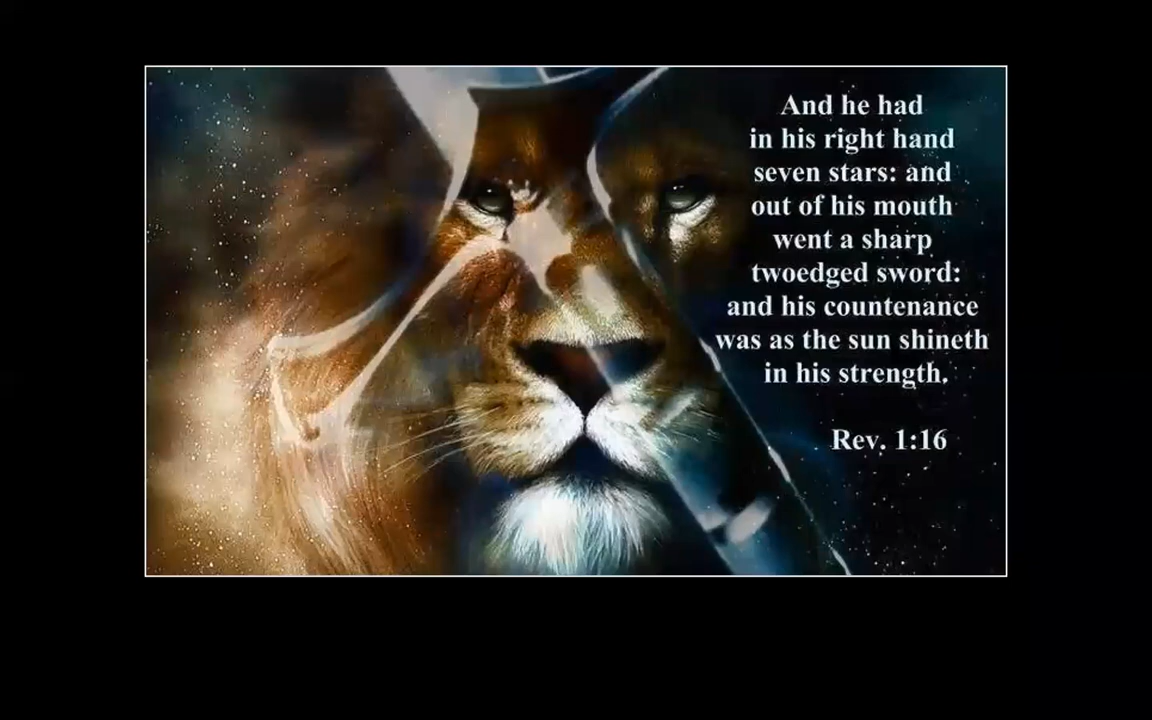 And he had
in his right hand
seven stars: and
out of his mouth
went a sharp
twoedged sword:
and his countenance
was as the sun shineth
in his strength.
Rev. 1:16